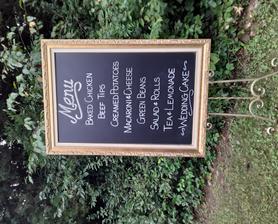 Menu
Baked Chicken
Beef Tips
Creamed Potatoes
Macaroni & Cheese
Green Beans
Salad & Rolls
Tea & Lemonade
Wedding Cake